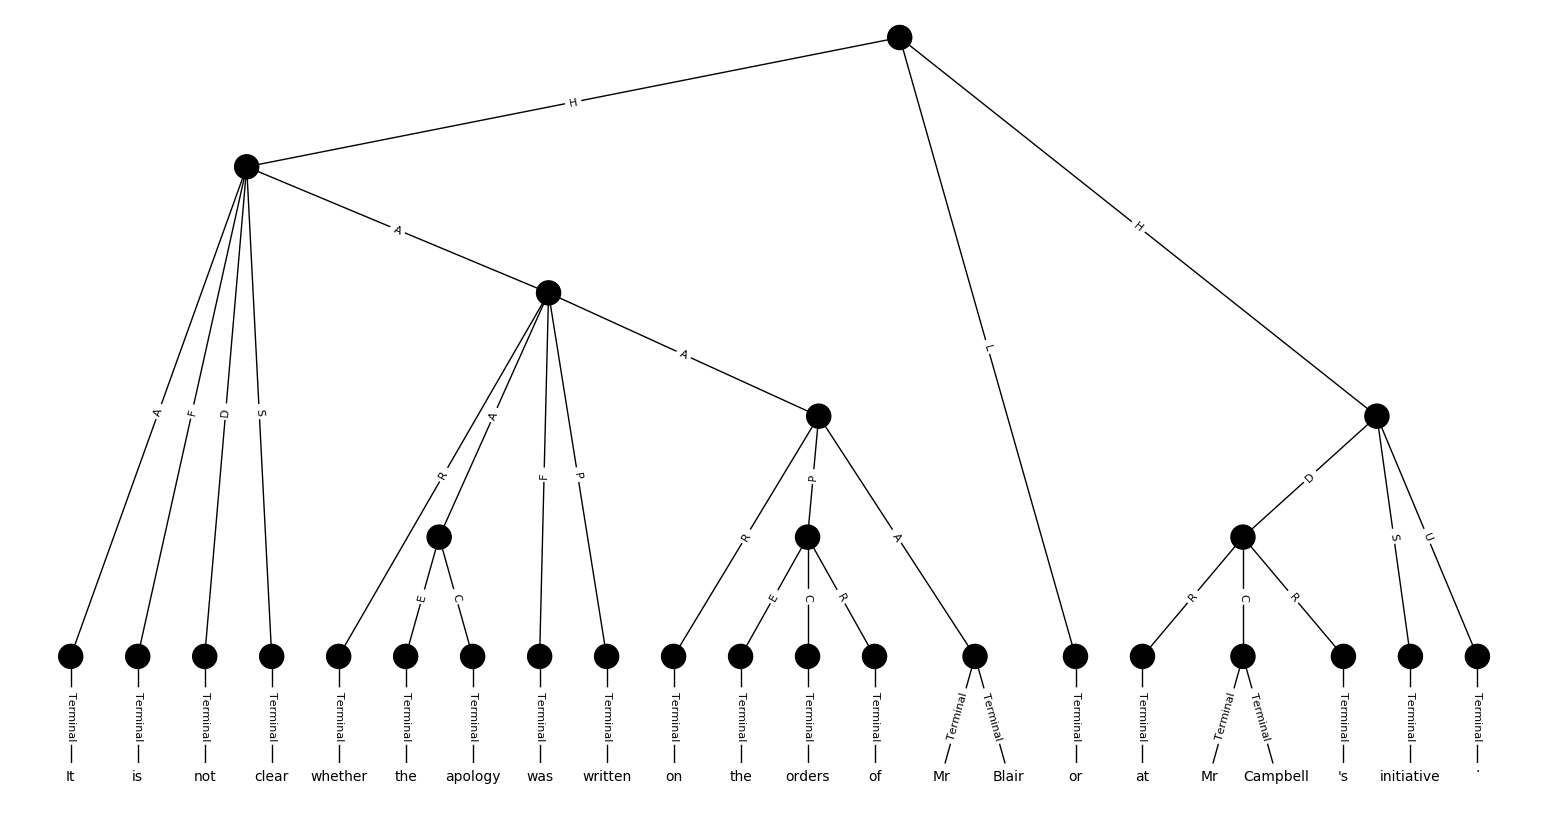 H
A
H
L
A
A F D S
R A F P
R P A
D S U
E C
E C R
R C R
Terminal Terminal Terminal Terminal Terminal Terminal Terminal Terminal Terminal Terminal Terminal Terminal Terminal Terminal Terminal Terminal Terminal Terminal Terminal Terminal Terminal Terminal
It is not clear whether the apology was written on the orders of Mr Blair or at Mr Campbell 's initiative .